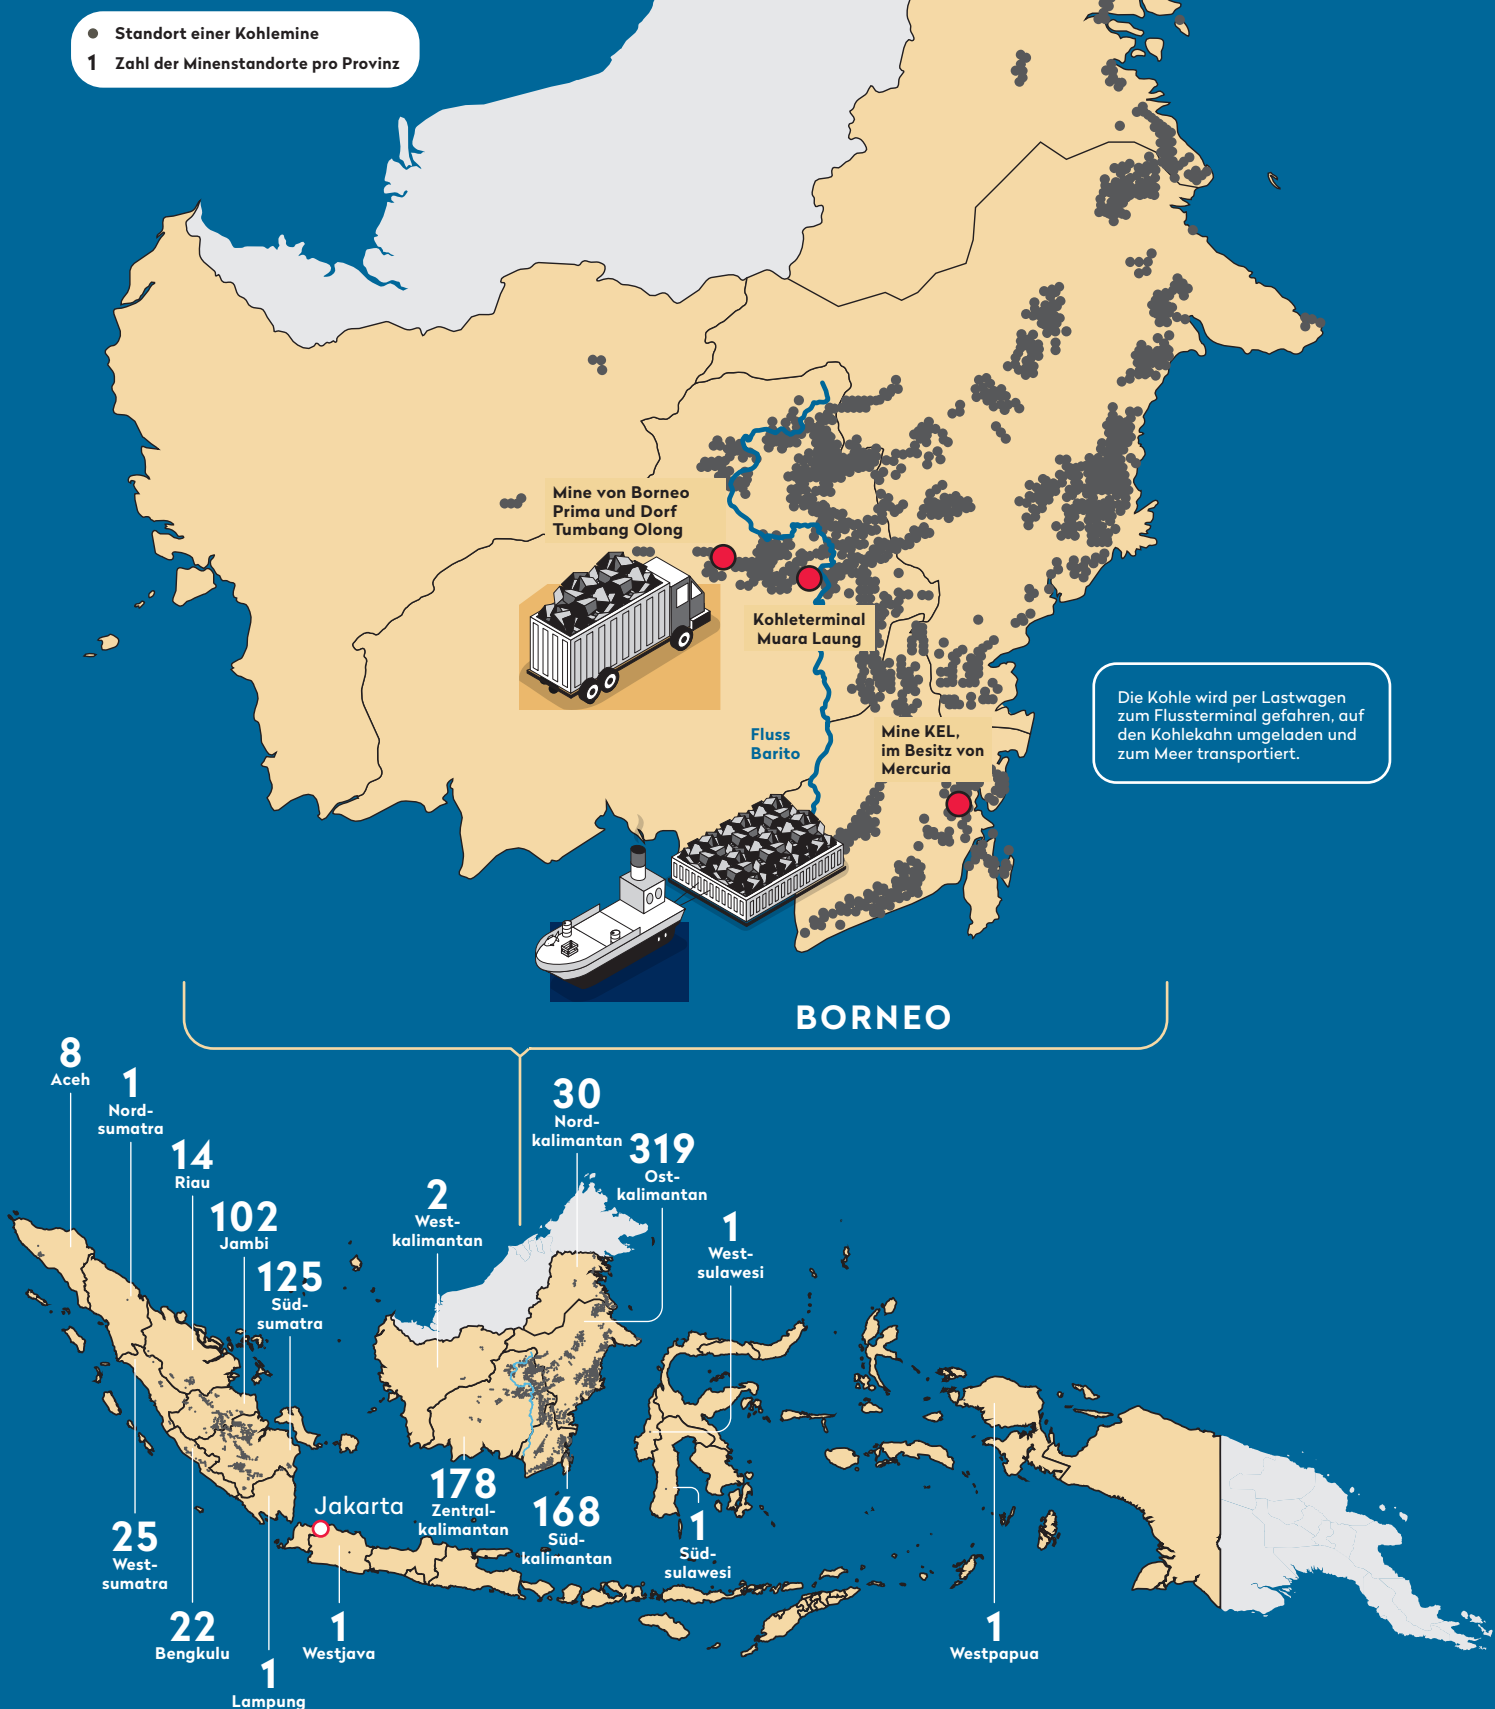 Standort einer Kohlemine
1 Zahl der Minenstandorte pro Provinz
Mine von Borneo
Prima und Dorf
Tumbang Olong
Kohleterminal
Muara Laung
Fluss
Barito
Mine KEL,
im Besitz von
Mercuria
Die Kohle wird per Lastwagen
zum Flussterminal gefahren, auf
den Kohlekahn umgeladen und
zum Meer transportiert.
BORNEO
8
Aceh
1
Nord-
sumatra
14
Riau
102
Jambi
125
Süd-
sumatra
2
West-
kalimantan
30
Nord-
kalimantan
319
Ost-
kalimantan
1
West-
sulawesi
Jakarta
178
Zentral-
kalimantan
168
Süd-
kalimantan
1
Süd-
sulawesi
25
West-
sumatra
22
Bengkulu
1
Lampung
1
Westjava
1
Westpapua